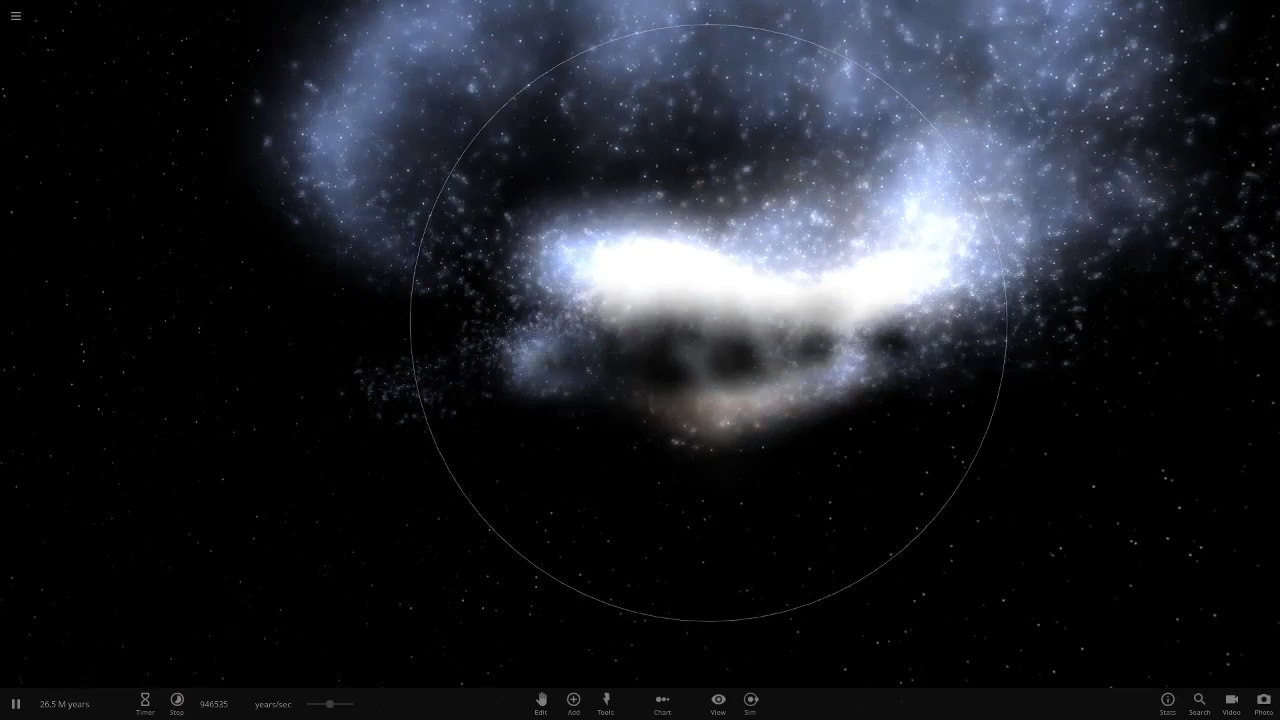 26.5 M years
Timer
Step
946535
years/sec
Edit
Add
Tools
Chart
View
Sim
Stats
Search
Video
Photo